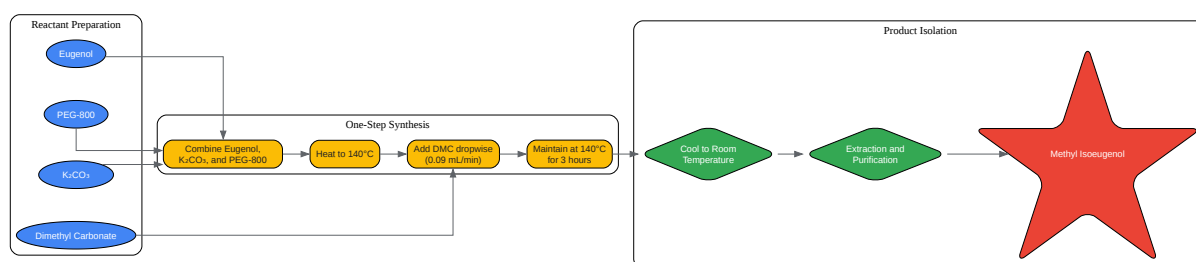 Reactant Preparation
Eugenol
PEG-800
K₂CO₃
Dimethyl Carbonate
One-Step Synthesis
Combine Eugenol,
K₂CO₃, and PEG-800
Heat to 140°C
Add DMC dropwise
(0.09 mL/min)
Maintain at 140°C
for 3 hours
Product Isolation
Cool to Room
Temperature
Extraction and
Purification
Methyl Isoeugenol